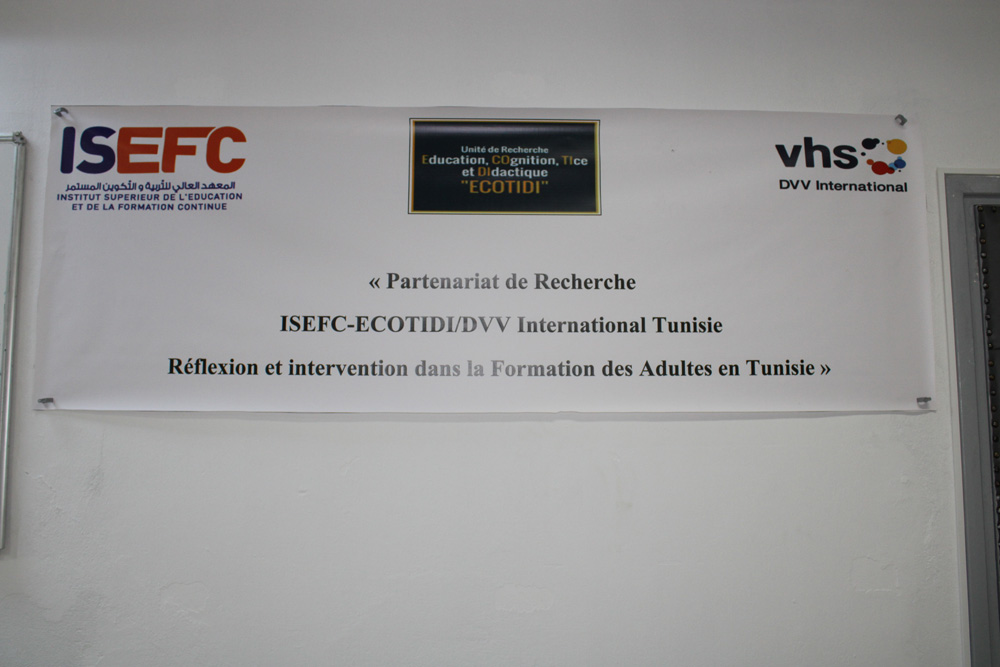 ISEFC
المعهد العالي للتربية و التكوين المستمر
INSTITUT SUPERIEUR DE L'EDUCATION
ET DE LA FORMATION CONTINUE
Unité de Recherche
Education, COgnition, TIce
et DIdactique
"ECOTIDI"
vhs
DVV International
« Partenariat de Recherche
ISEFC-ECOTIDI/DVV International Tunisie
Réflexion et intervention dans la Formation des Adultes en Tunisie »